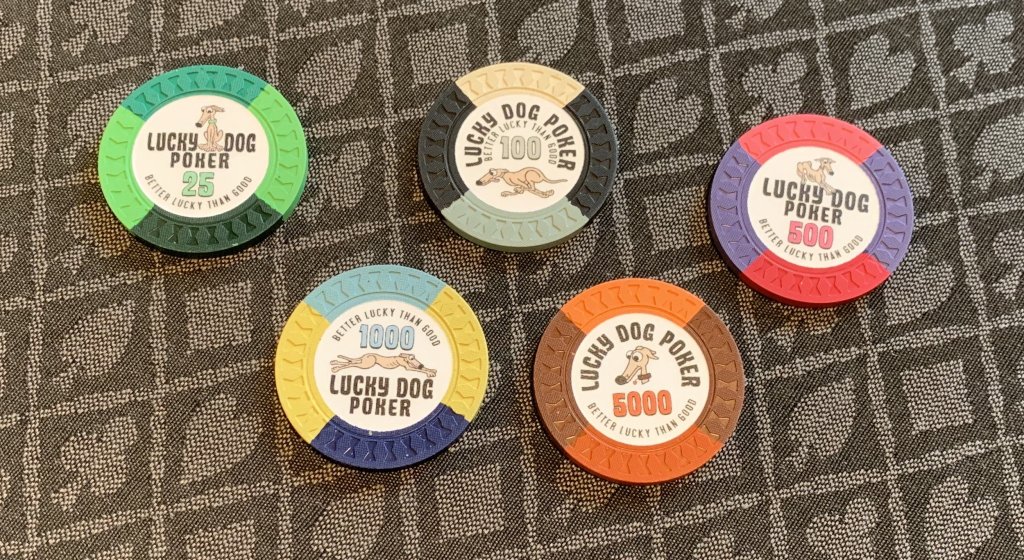 LUCKY DOG
POKER
25
BETTER LUCKY THAN GOOD
LUCKY DOG POKER
BETTER LUCKY THAN GOOD
100
LUCKY DOG
POKER
500
BETTER LUCKY THAN GOOD
BETTER LUCKY THAN GOOD
1000
LUCKY DOG
POKER
LUCKY DOG POKER
5000
BETTER LUCKY THAN GOOD